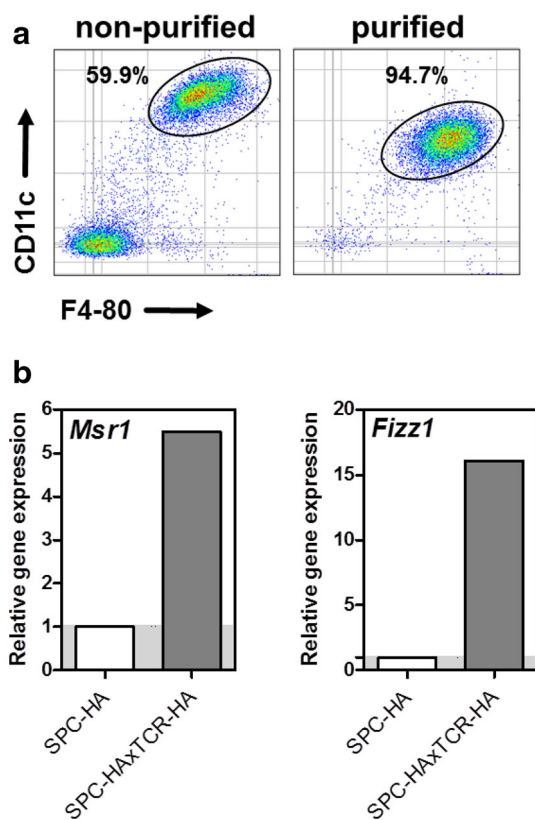 a
non-purified
purified
59.9%
94.7%
CD11c
F4-80
b
Relative gene expression
6
5
4
3
2
1
0
Msr1
SPC-HA
SPC-HAxTCR-HA
Relative gene expression
20
15
10
5
0
Fizz1
SPC-HA
SPC-HAxTCR-HA